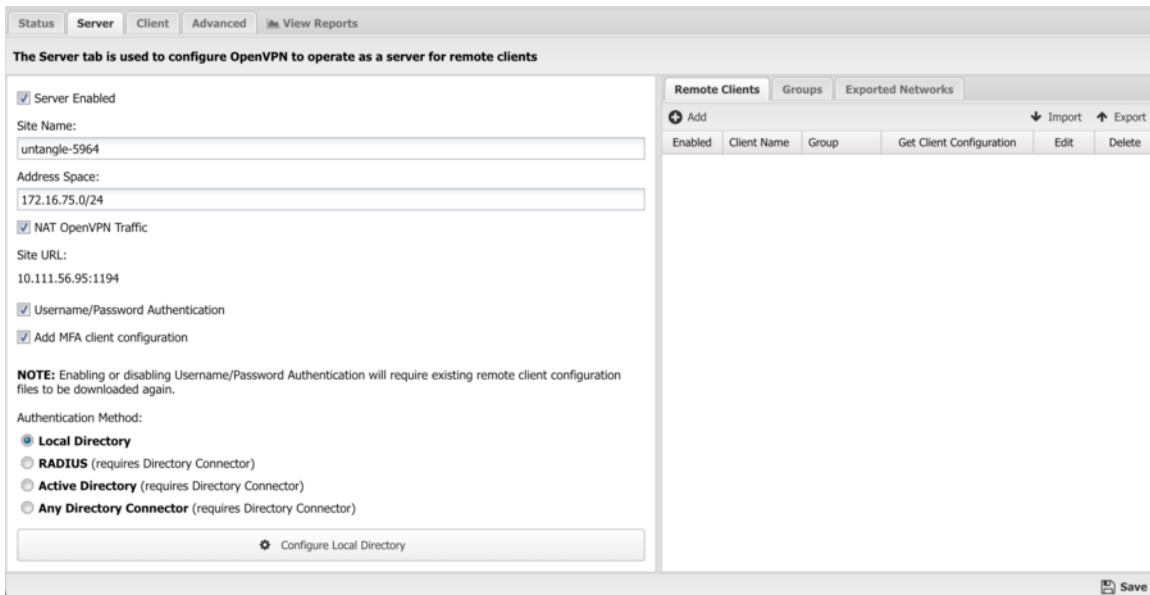 Status Server Client Advanced View Reports
The Server tab is used to configure OpenVPN to operate as a server for remote clients
Server Enabled
Site Name:
untangle-5964
Address Space:
172.16.75.0/24
NAT OpenVPN Traffic
Site URL:
10.111.56.95:1194
Username/Password Authentication
Add MFA client configuration
NOTE: Enabling or disabling Username/Password Authentication will require existing remote client configuration
files to be downloaded again.
Authentication Method:
Local Directory
RADIUS (requires Directory Connector)
Active Directory (requires Directory Connector)
Any Directory Connector (requires Directory Connector)
Configure Local Directory
Remote Clients Groups Exported Networks
Add Import Export
Enabled Client Name Group Get Client Configuration Edit Delete
Save